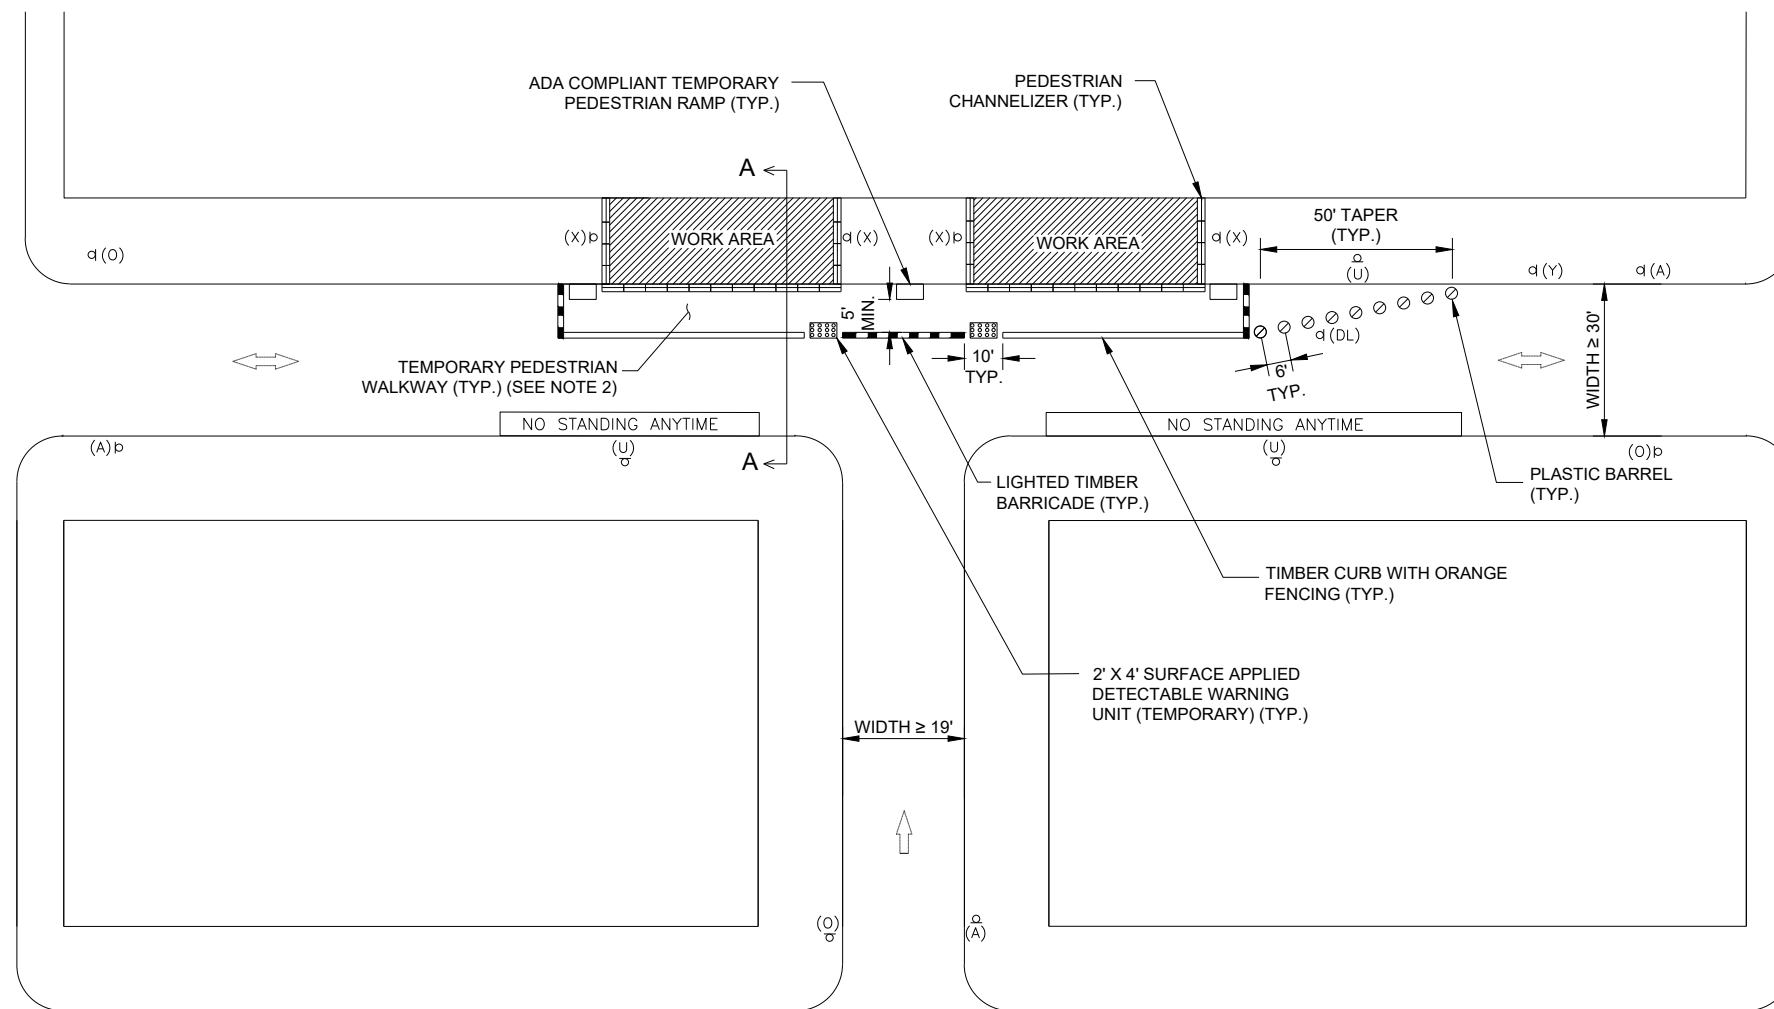 ADA COMPLIANT TEMPORARY
PEDESTRIAN RAMP (TYP.)
PEDESTRIAN
CHANNELIZER (TYP.)
A
50' TAPER
(TYP.)
(X)
WORK AREA
(X)
(X)
WORK AREA
(X)
(O)
(U)
(Y)
(A)
5'
MIN.
(DL)
WIDTH ≥ 30'
TEMPORARY PEDESTRIAN
WALKWAY (TYP.) (SEE NOTE 2)
10'
TYP.
6'
TYP.
NO STANDING ANYTIME
NO STANDING ANYTIME
(A)
(U)
A
(U)
(O)
LIGHTED TIMBER
BARRICADE (TYP.)
PLASTIC BARREL
(TYP.)
TIMBER CURB WITH ORANGE
FENCING (TYP.)
2' X 4' SURFACE APPLIED
DETECTABLE WARNING
UNIT (TEMPORARY) (TYP.)
WIDTH ≥ 19'
(O)
(A)